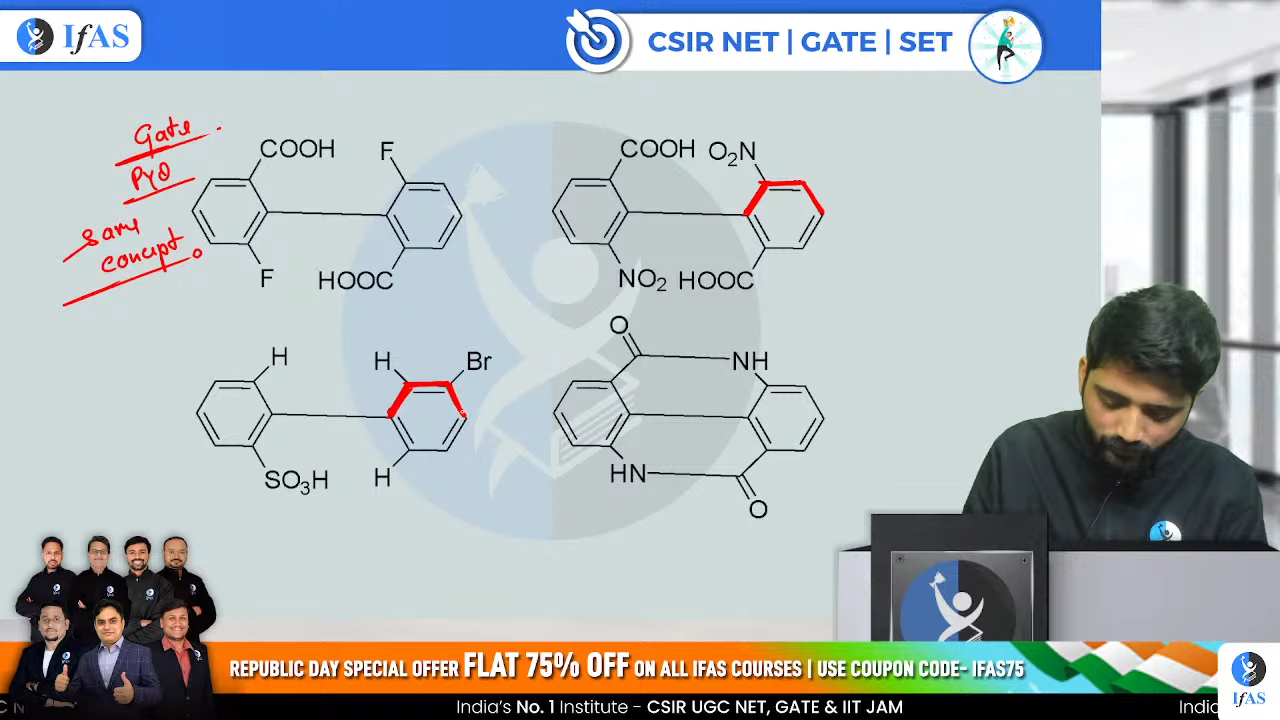 IfAS
CSIR NET | GATE | SET
Gate
PYQ
Same
concept
COOH
F
F
HOOC
COOH
O2N
NO2
HOOC
H
H
Br
SO3H
H
O
NH
HN
O
REPUBLIC DAY SPECIAL OFFER FLAT 75% OFF ON ALL IFAS COURSES | USE COUPON CODE- IFAS75
IfAS
India's No. 1 Institute - CSIR UGC NET, GATE & IIT JAM